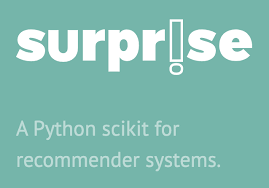 surpr!se
A Python scikit for
recommender systems.